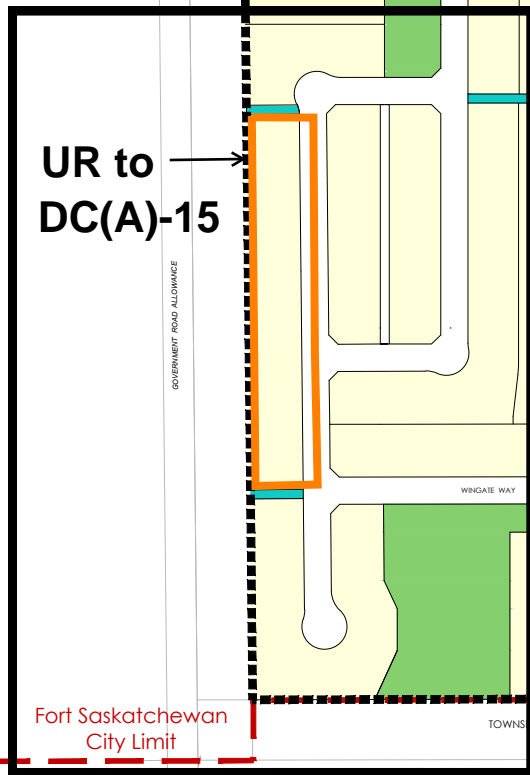 UR to
DC(A)-15
GOVERNMENT ROAD ALLOWANCE
WINGATE WAY
Fort Saskatchewan
City Limit
TOWNS